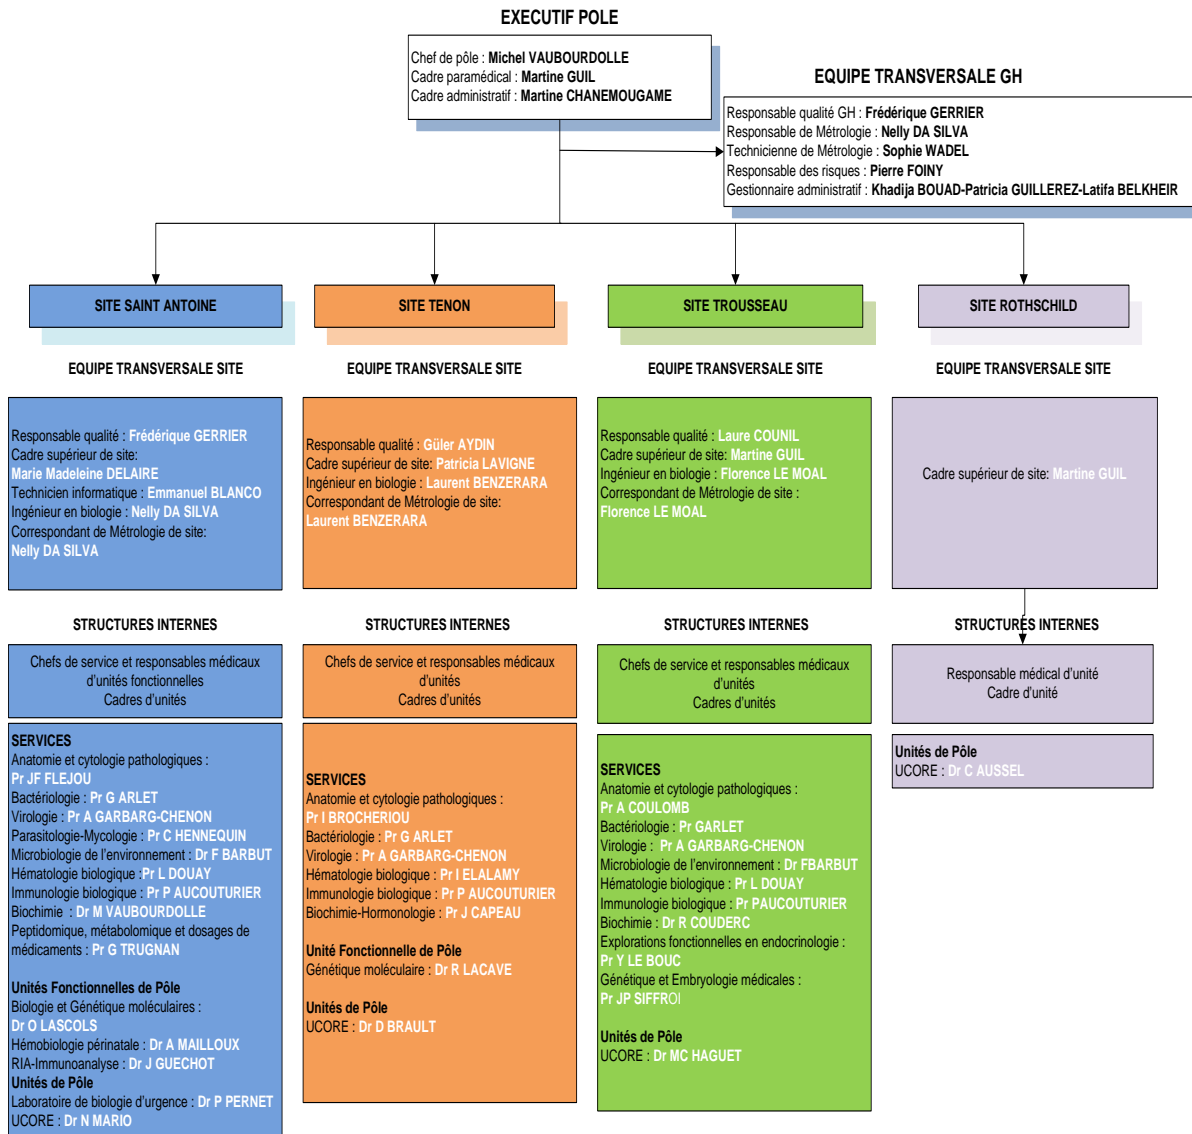 EXECUTIF POLE
Chef de pôle : Michel VAUBOURDOLLE
Cadre paramédical : Martine GUIL
Cadre administratif : Martine CHANEMOUGAME
EQUIPE TRANSVERSALE GH
Responsable qualité GH : Frédérique GERRIER
Responsable de Métrologie : Nelly DA SILVA
Technicienne de Métrologie : Sophie WADEL
Responsable des risques : Pierre FOINY
Gestionnaire administratif : Khadija BOUAD-Patricia GUILLEREZ-Latifa BELKHEIR
SITE SAINT ANTOINE
EQUIPE TRANSVERSALE SITE
Responsable qualité : Frédérique GERRIER
Cadre supérieur de site:
Marie Madeleine DELAIRE
Technicien informatique : Emmanuel BLANCO
Ingénieur en biologie : Nelly DA SILVA
Correspondant de Métrologie de site:
Nelly DA SILVA
STRUCTURES INTERNES
Chefs de service et responsables médicaux
d'unités fonctionnelles
Cadres d'unités
SERVICES
Anatomie et cytologie pathologiques :
Pr JF FLEJOU
Bactériologie : Pr G ARLET
Virologie : Pr A GARBARG-CHENON
Parasitologie-Mycologie : Pr C HENNEQUIN
Microbiologie de l'environnement : Dr F BARBUT
Hématologie biologique :Pr L DOUAY
Immunologie biologique : Pr P AUCOUTURIER
Biochimie : Dr M VAUBOURDOLLE
Peptidomique, métabolomique et dosages de
médicaments : Pr G TRUGNAN
Unités Fonctionnelles de Pôle
Biologie et Génétique moléculaires :
Dr O LASCOLS
Hémobiologie périnatale : Dr A MAILLOUX
RIA-Immunoanalyse : Dr J GUECHOT
Unités de Pôle
Laboratoire de biologie d'urgence : Dr P PERNET
UCORE : Dr N MARIO
SITE TENON
EQUIPE TRANSVERSALE SITE
Responsable qualité : Güler AYDIN
Cadre supérieur de site: Patricia LAVIGNE
Ingénieur en biologie : Laurent BENZERARA
Correspondant de Métrologie de site:
Laurent BENZERARA
STRUCTURES INTERNES
Chefs de service et responsables médicaux
d'unités
Cadres d'unités
SERVICES
Anatomie et cytologie pathologiques :
Pr I BROCHERIOU
Bactériologie : Pr G ARLET
Virologie : Pr A GARBARG-CHENON
Hématologie biologique : Pr I ELALAMY
Immunologie biologique : Pr P AUCOUTURIER
Biochimie-Hormonologie : Pr J CAPEAU
Unité Fonctionnelle de Pôle
Génétique moléculaire : Dr R LACAVE
Unités de Pôle
UCORE : Dr D BRAULT
SITE TROUSSEAU
EQUIPE TRANSVERSALE SITE
Responsable qualité : Laure COUNIL
Cadre supérieur de site: Martine GUIL
Ingénieur en biologie : Florence LE MOAL
Correspondant de Métrologie de site :
Florence LE MOAL
STRUCTURES INTERNES
Chefs de service et responsables médicaux
d'unités
Cadres d'unités
SERVICES
Anatomie et cytologie pathologiques :
Pr A COULOMB
Bactériologie : Pr GARLET
Virologie : Pr A GARBARG-CHENON
Microbiologie de l'environnement : Dr FBARBUT
Hématologie biologique : Pr L DOUAY
Immunologie biologique : Pr PAUCOUTURIER
Biochimie : Dr R COUDERC
Explorations fonctionnelles en endocrinologie :
Pr Y LE BOUC
Génétique et Embryologie médicales :
Pr JP SIFFROI
Unités de Pôle
UCORE : Dr MC HAGUET
SITE ROTHSCHILD
EQUIPE TRANSVERSALE SITE
Cadre supérieur de site: Martine GUIL
STRUCTURES INTERNES
Responsable médical d'unité
Cadre d'unité
Unités de Pôle
UCORE : Dr C AUSSEL